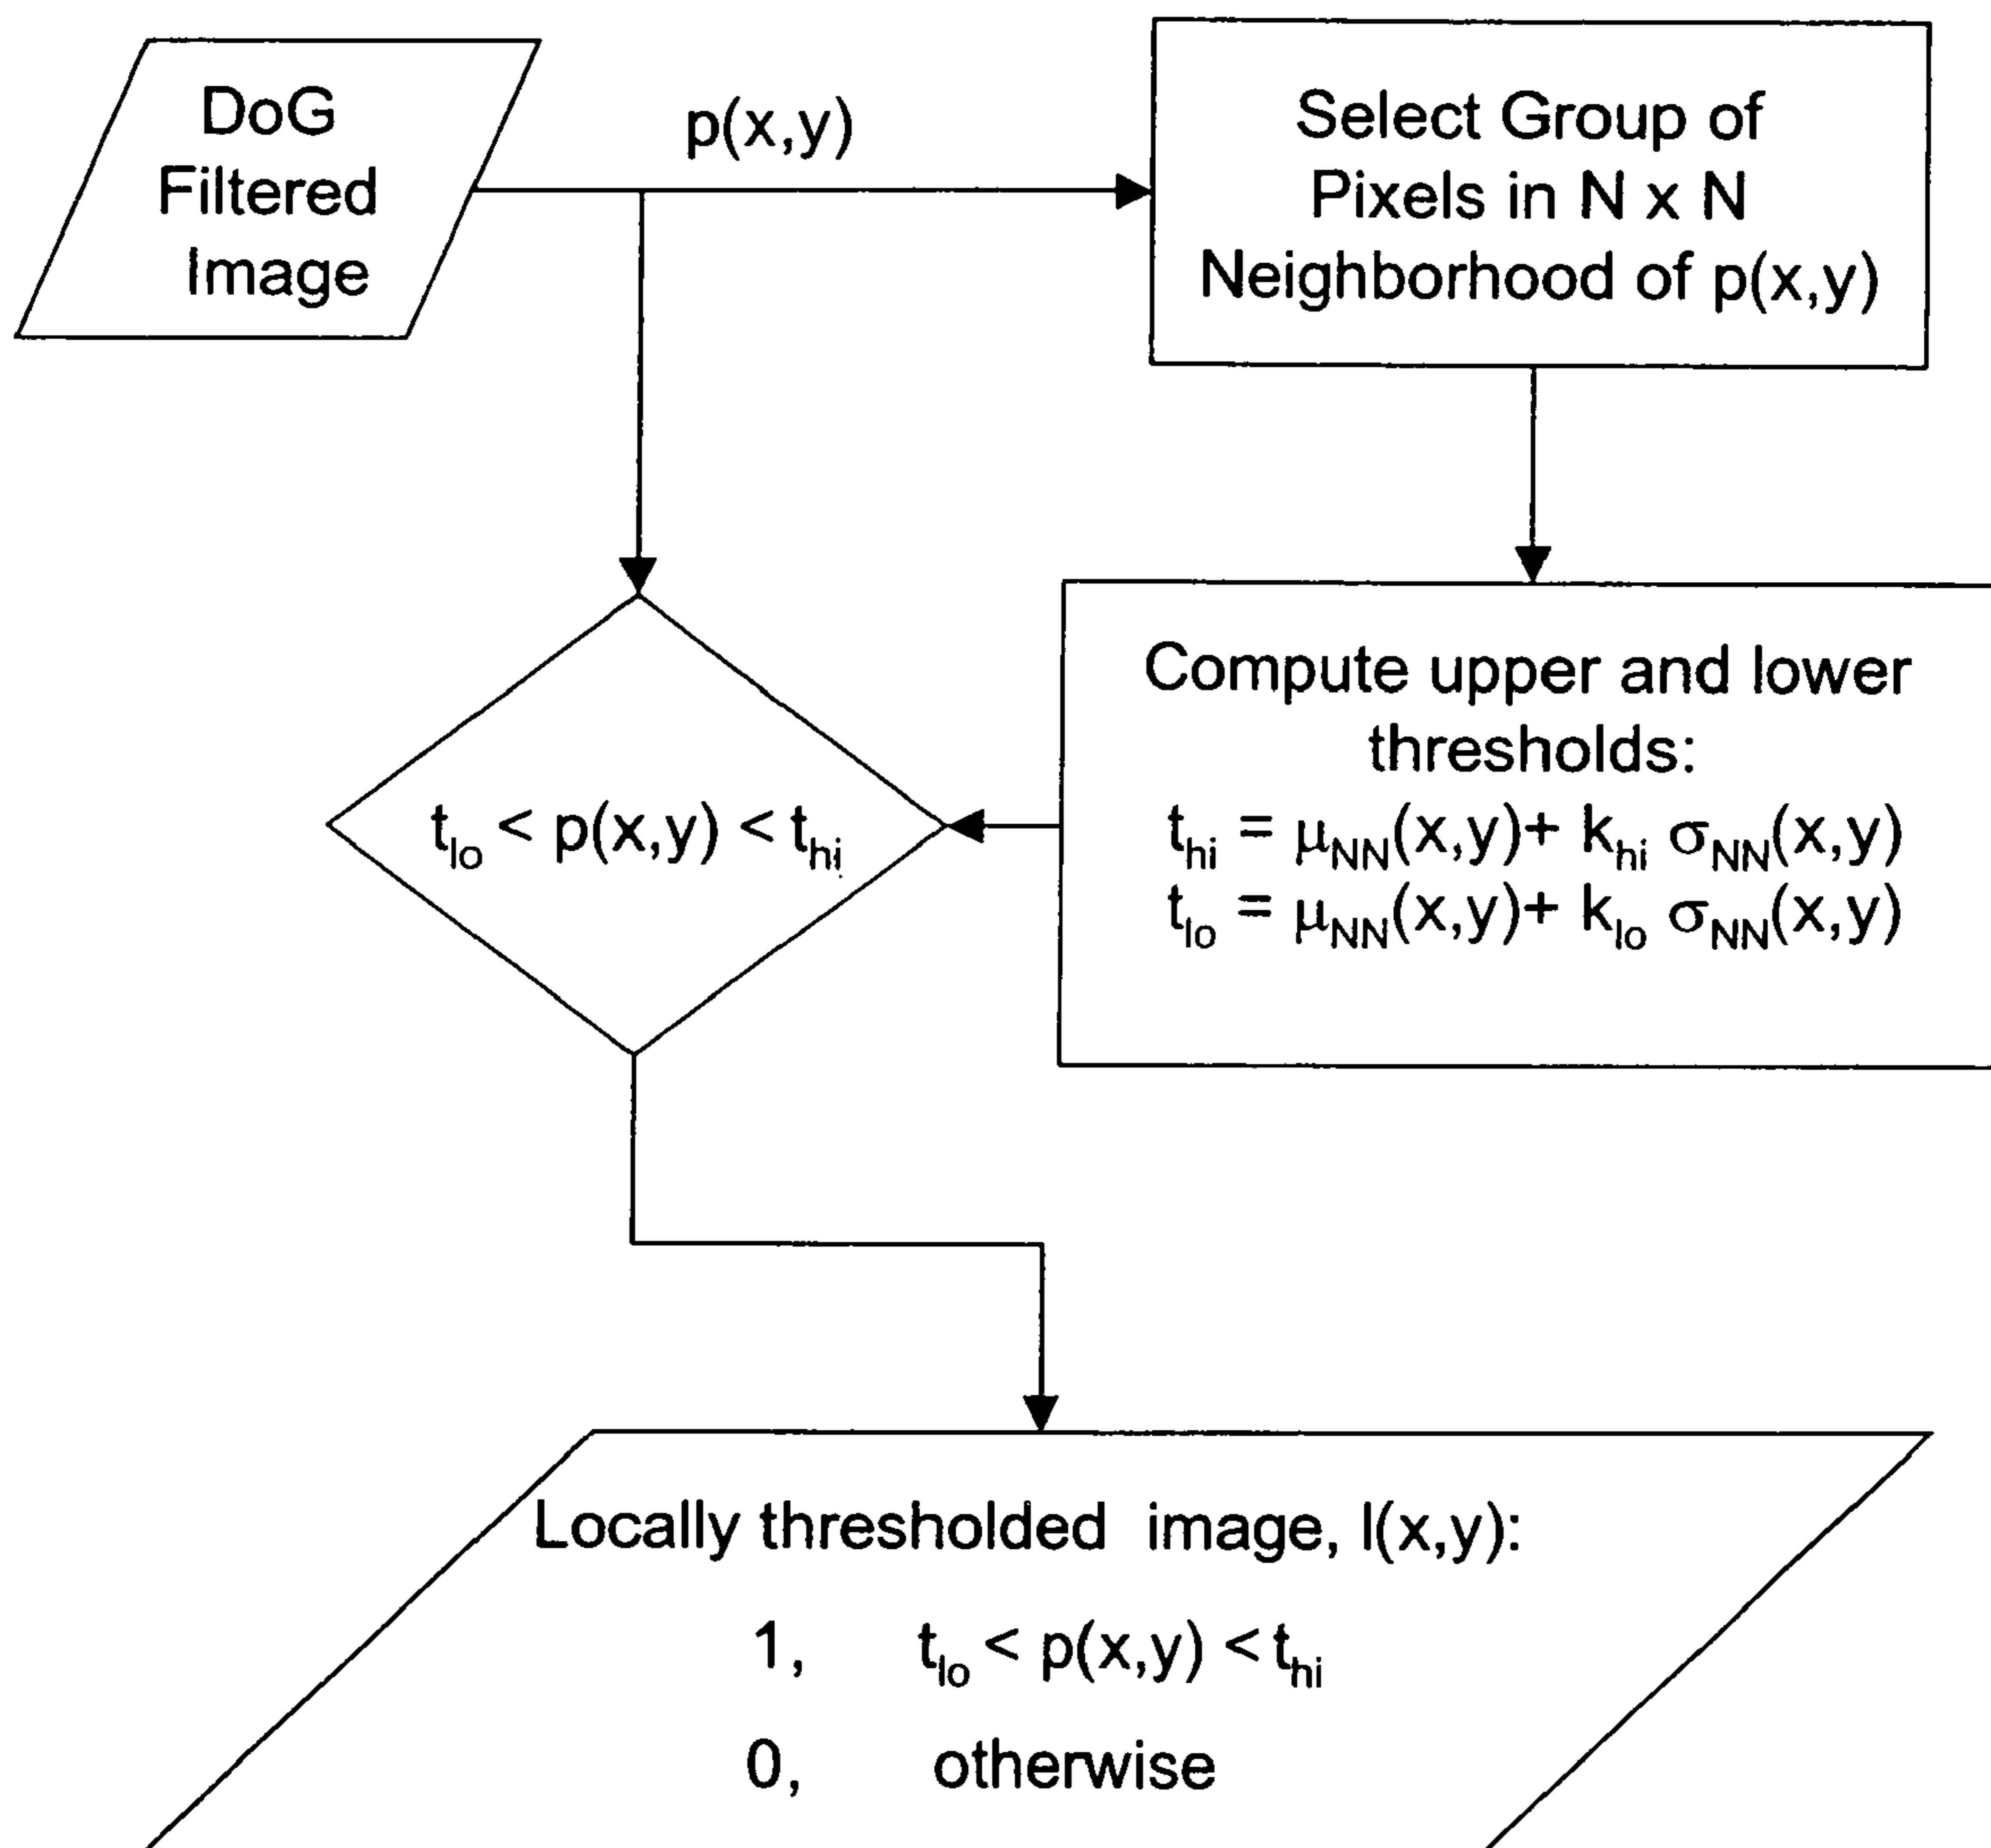 DoG
Filtered
Image
p(x,y)
Select Group of
Pixels in N x N
Neighborhood of p(x,y)
Compute upper and lower
thresholds:
t_hi = μ_NN(x,y)+ k_hi σ_NN(x,y)
t_lo = μ_NN(x,y)+ k_lo σ_NN(x,y)
t_lo < p(x,y) < t_hi
Locally thresholded image, I(x,y):
1, t_lo < p(x,y) < t_hi
0, otherwise